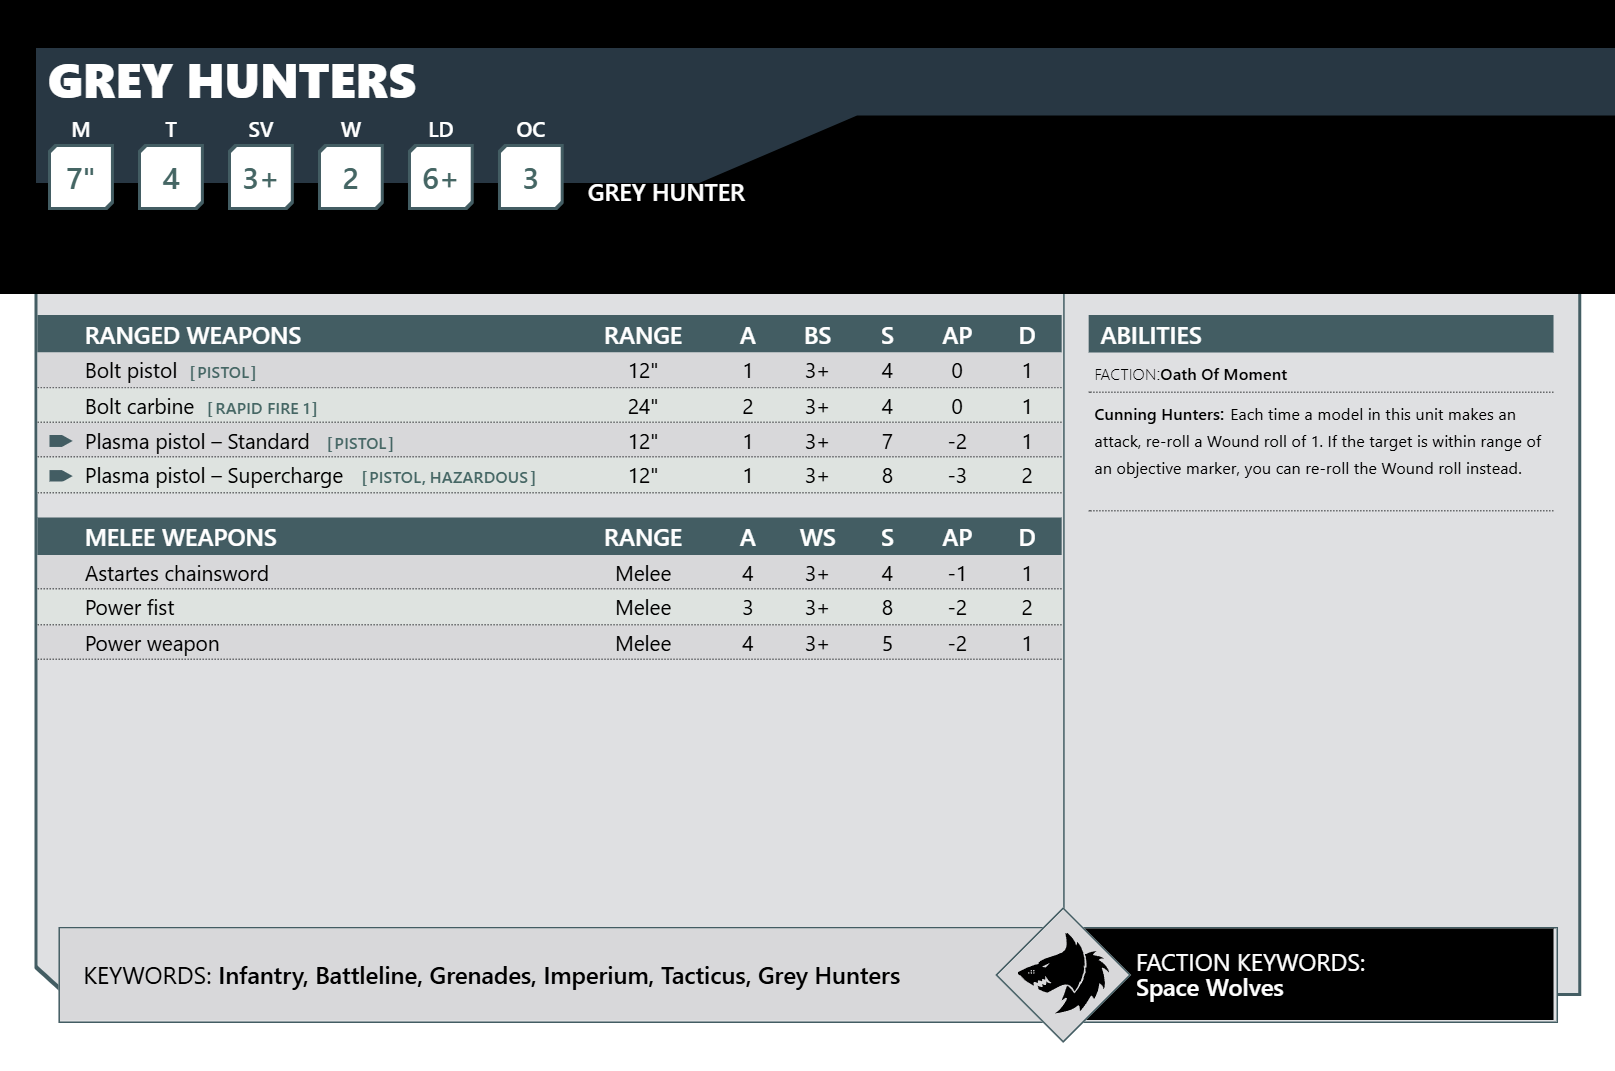 GREY HUNTERS
M T SV W LD OC
7" 4 3+ 2 6+ 3 GREY HUNTER
RANGED WEAPONS RANGE A BS S AP D
Bolt pistol [PISTOL] 12" 1 3+ 4 0 1
Bolt carbine [RAPID FIRE 1] 24" 2 3+ 4 0 1
Plasma pistol – Standard [PISTOL] 12" 1 3+ 7 -2 1
Plasma pistol – Supercharge [PISTOL, HAZARDOUS] 12" 1 3+ 8 -3 2
MELEE WEAPONS RANGE A WS S AP D
Astartes chainsword Melee 4 3+ 4 -1 1
Power fist Melee 3 3+ 8 -2 2
Power weapon Melee 4 3+ 5 -2 1
ABILITIES
FACTION:Oath Of Moment
Cunning Hunters: Each time a model in this unit makes an
attack, re-roll a Wound roll of 1. If the target is within range of
an objective marker, you can re-roll the Wound roll instead.
KEYWORDS: Infantry, Battleline, Grenades, Imperium, Tacticus, Grey Hunters
FACTION KEYWORDS:
Space Wolves